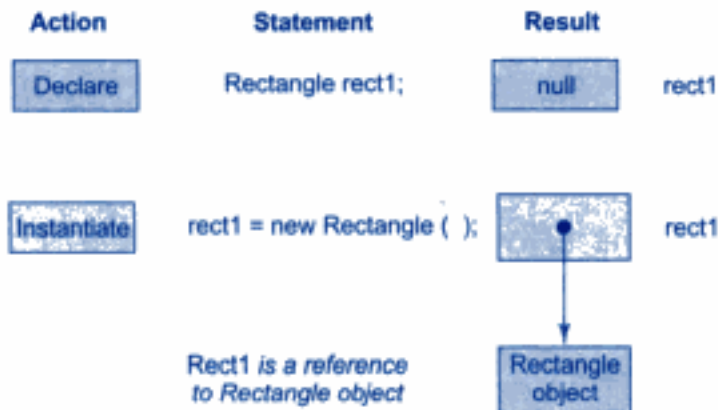 Action Statement Result
Declare Rectangle rect1; null rect1
Instantiate rect1 = new Rectangle ( ); rect1
Rect1 is a reference Rectangle
to Rectangle object object